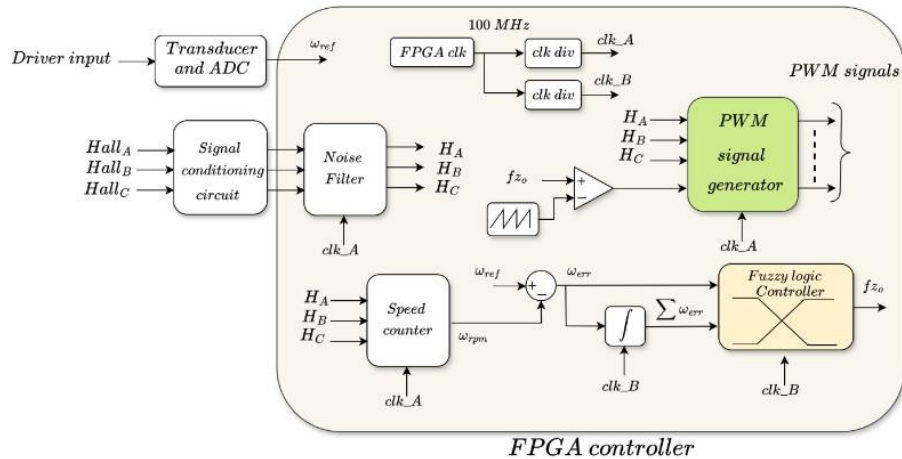 Driver input
Transducer
and ADC
ω_ref
100 MHz
FPGA clk
clk div
clk_A
clk div
clk_B
PWM signals
Hall_A
Hall_B
Hall_C
Signal
conditioning
circuit
Noise
Filter
H_A
H_B
H_C
clk_A
H_A
H_B
H_C
fz_o
+
−
PWM
signal
generator
clk_A
H_A
H_B
H_C
Speed
counter
clk_A
ω_rpm
ω_ref
+
−
ω_err
∫
∑ ω_err
clk_B
Fuzzy logic
Controller
fz_o
clk_B
FPGA controller